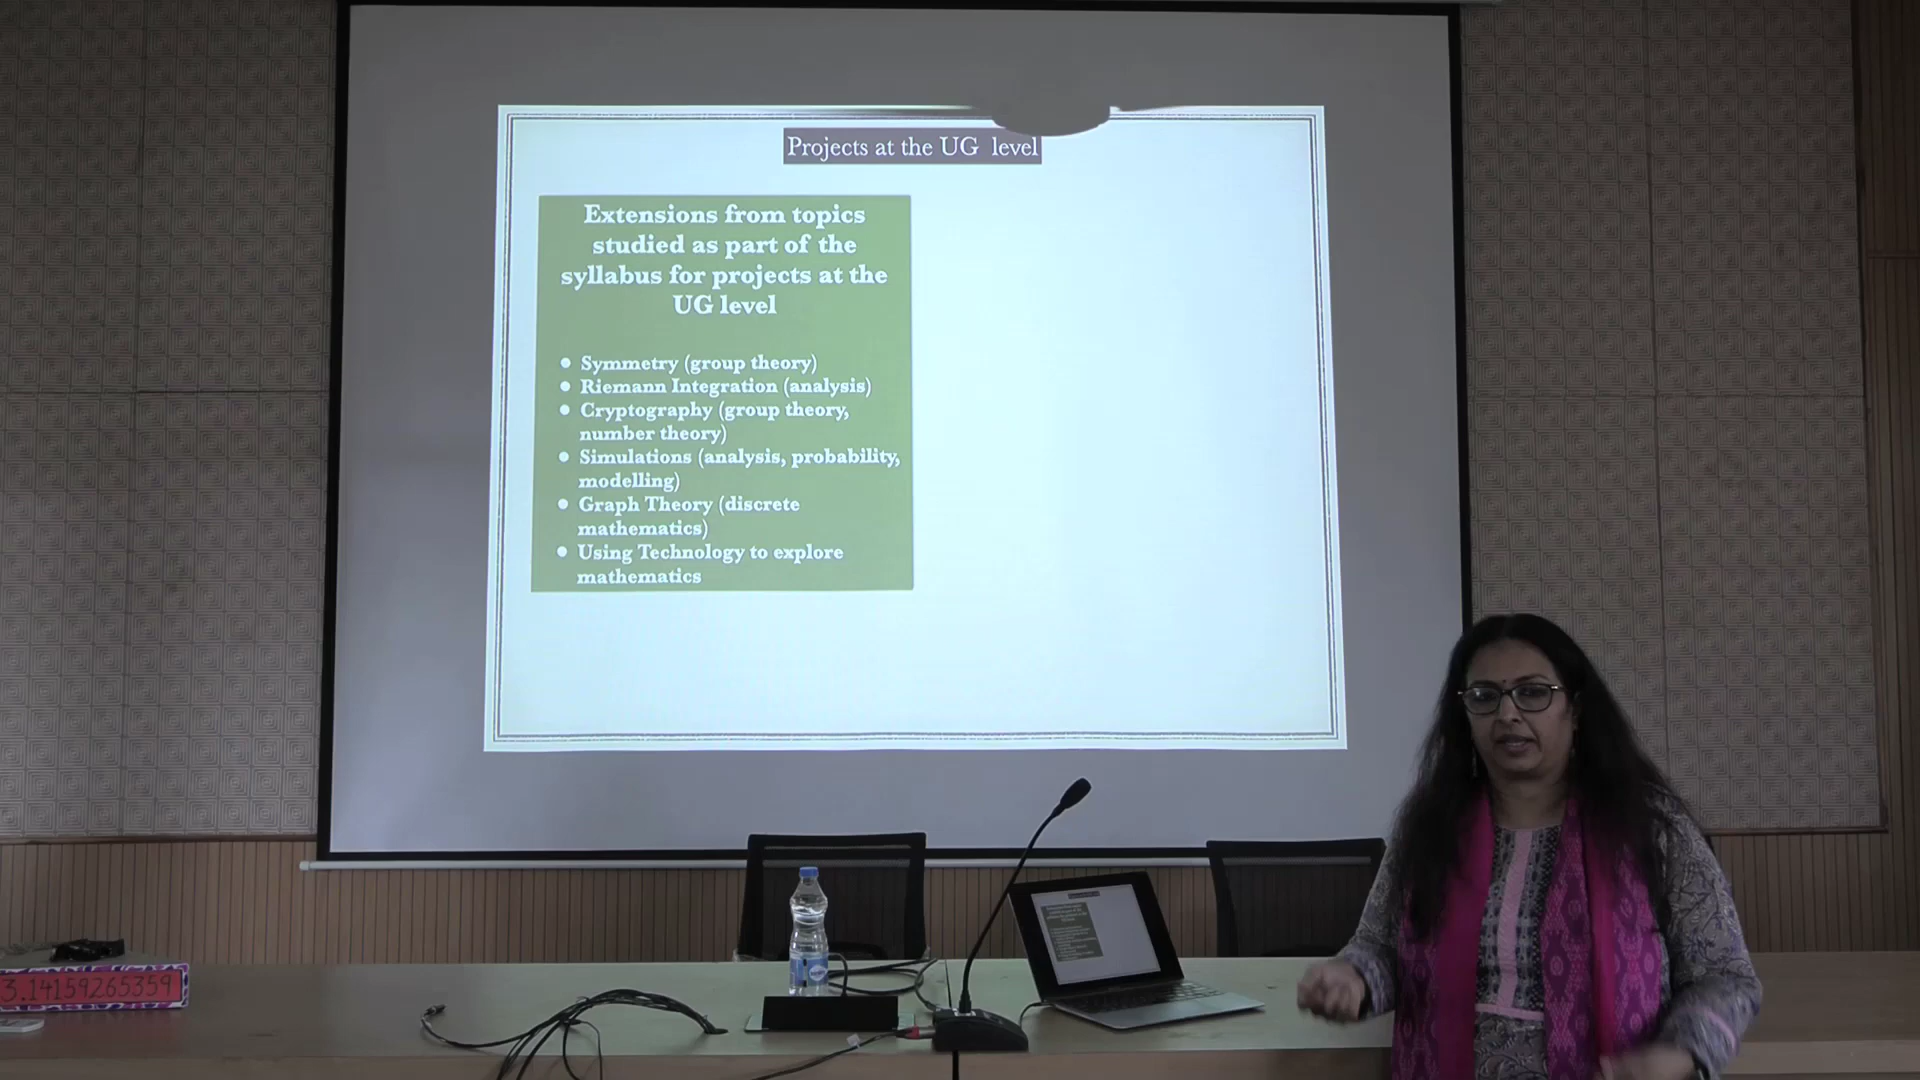 Projects at the UG level
Extensions from topics
studied as part of the
syllabus for projects at the
UG level
● Symmetry (group theory)
● Riemann Integration (analysis)
● Cryptography (group theory,
number theory)
● Simulations (analysis, probability,
modelling)
● Graph Theory (discrete
mathematics)
● Using Technology to explore
mathematics
3.14159265359